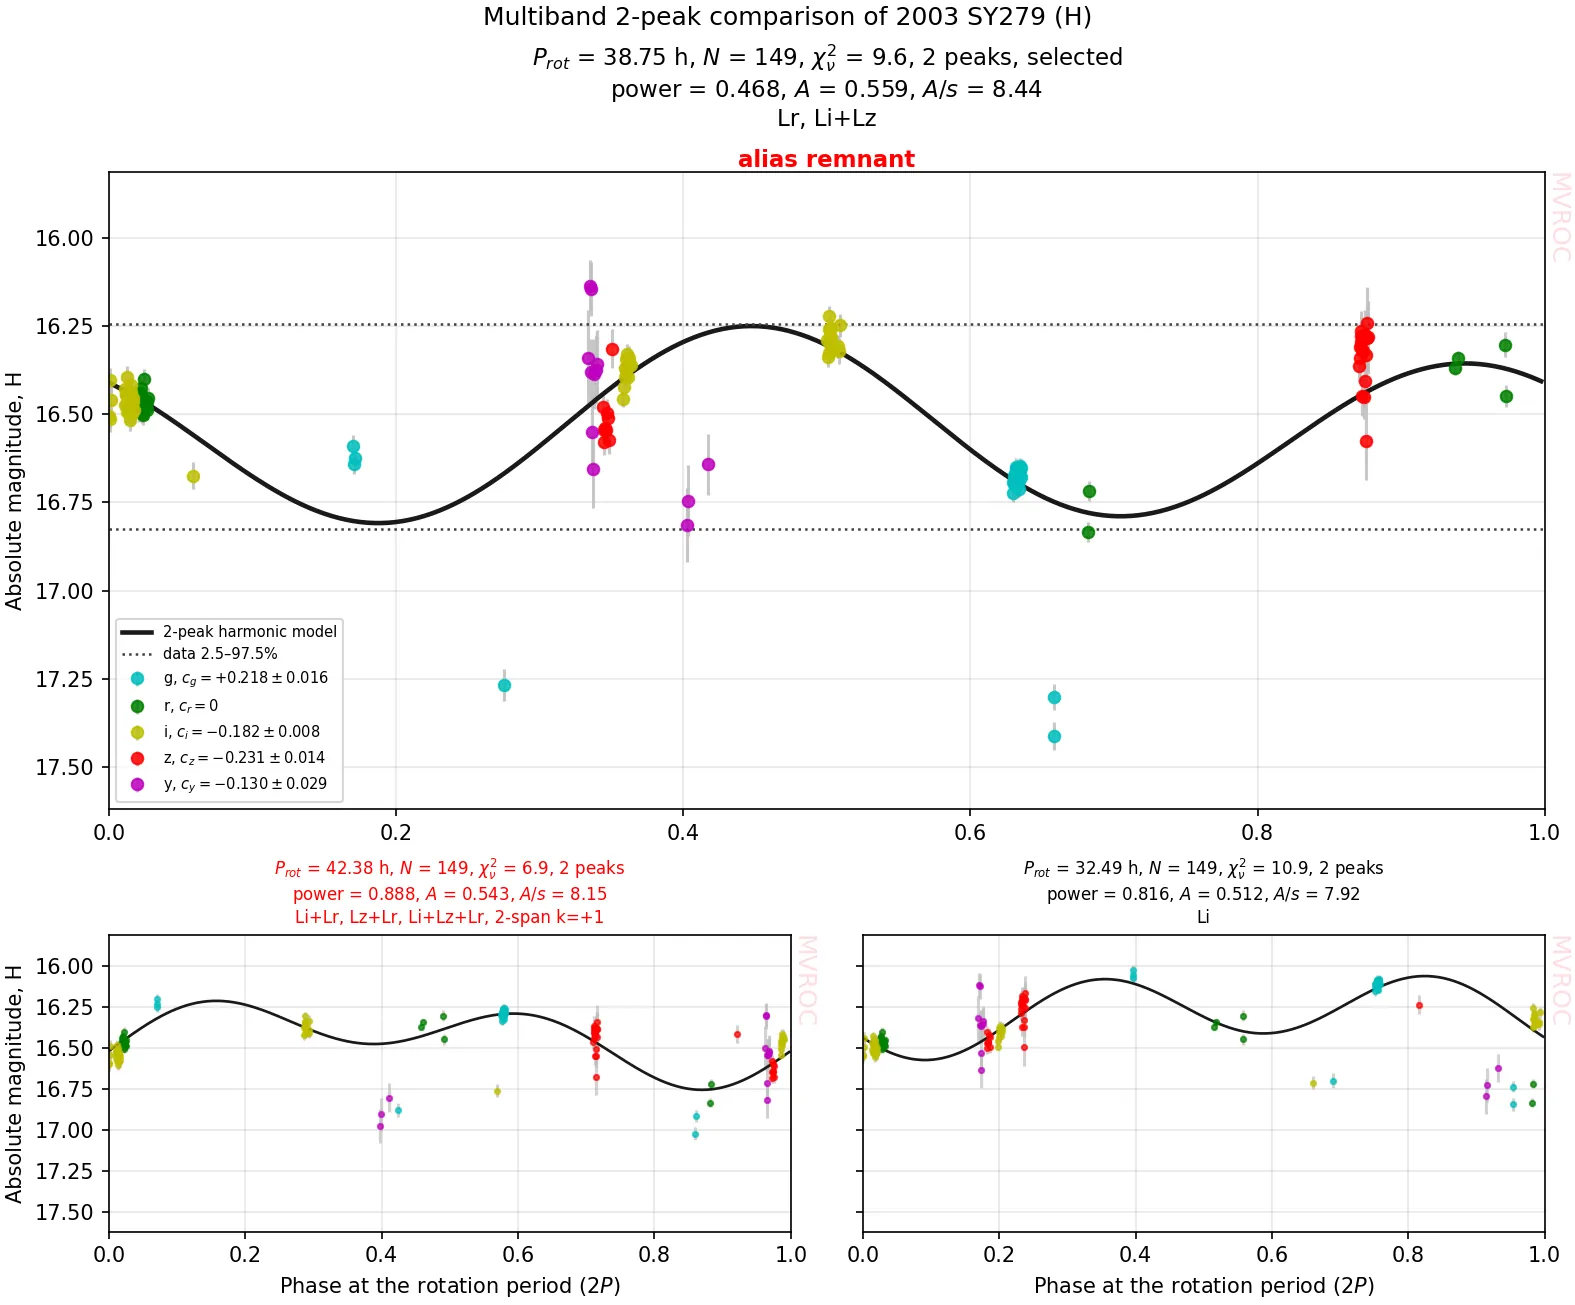 Multiband 2-peak comparison of 2003 SY279 (H)
P_rot = 38.75 h, N = 149, χ²_ν = 9.6, 2 peaks, selected
power = 0.468, A = 0.559, A/s = 8.44
Lr, Li+Lz
alias remnant
MVROC
Absolute magnitude, H
16.00
16.25
16.50
16.75
17.00
17.25
17.50
2-peak harmonic model
data 2.5–97.5%
g, c_g = +0.218 ± 0.016
r, c_r = 0
i, c_i = −0.182 ± 0.008
z, c_z = −0.231 ± 0.014
y, c_y = −0.130 ± 0.029
0.0 0.2 0.4 0.6 0.8 1.0
P_rot = 42.38 h, N = 149, χ²_ν = 6.9, 2 peaks
power = 0.888, A = 0.543, A/s = 8.15
Li+Lr, Lz+Lr, Li+Lz+Lr, 2-span k=+1
MVROC
Absolute magnitude, H
16.00
16.25
16.50
16.75
17.00
17.25
17.50
0.0 0.2 0.4 0.6 0.8 1.0
Phase at the rotation period (2P)
P_rot = 32.49 h, N = 149, χ²_ν = 10.9, 2 peaks
power = 0.816, A = 0.512, A/s = 7.92
Li
MVROC
0.0 0.2 0.4 0.6 0.8 1.0
Phase at the rotation period (2P)